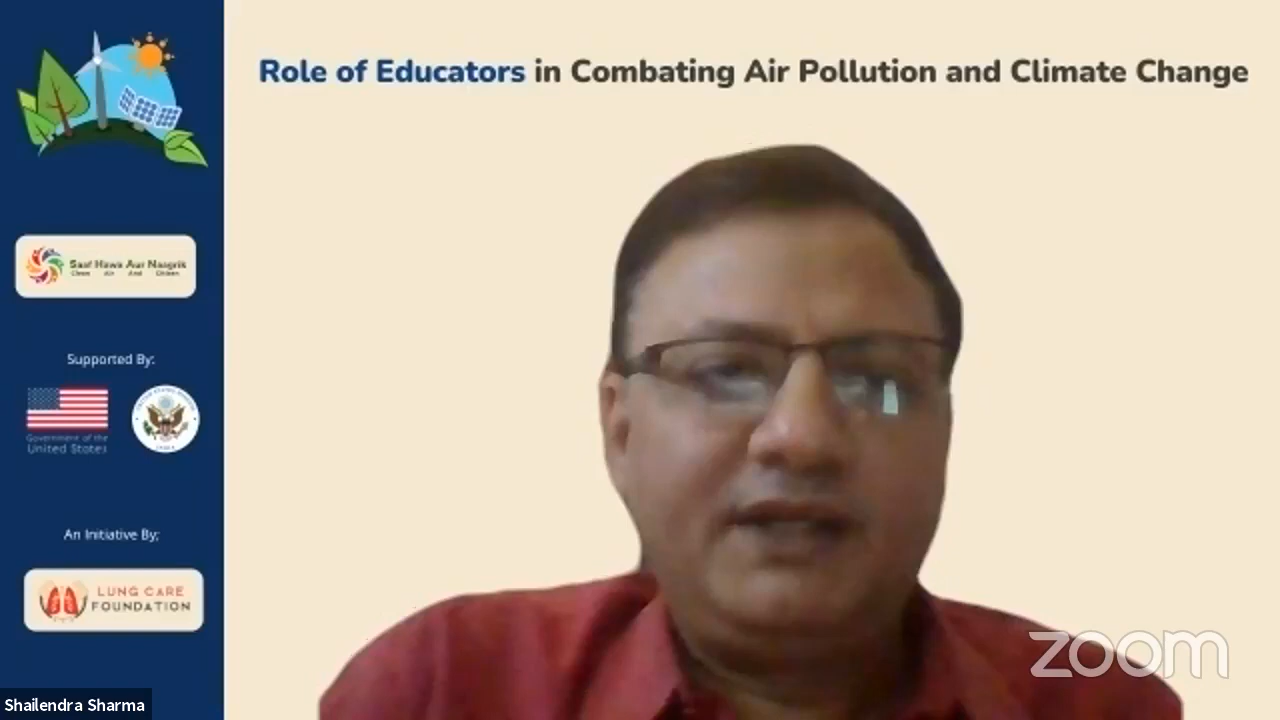 Role of Educators in Combating Air Pollution and Climate Change
Saaf Hawa Aur Naagrik
Clean Air And Citizen
Supported By:
Government of the
United States
An Initiative By:
LUNG CARE
FOUNDATION
zoom
Shailendra Sharma